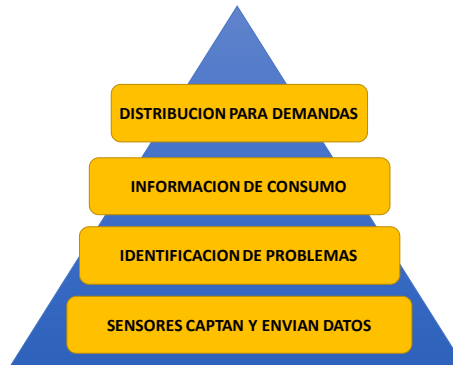 DISTRIBUCION PARA DEMANDAS
INFORMACION DE CONSUMO
IDENTIFICACION DE PROBLEMAS
SENSORES CAPTAN Y ENVIAN DATOS